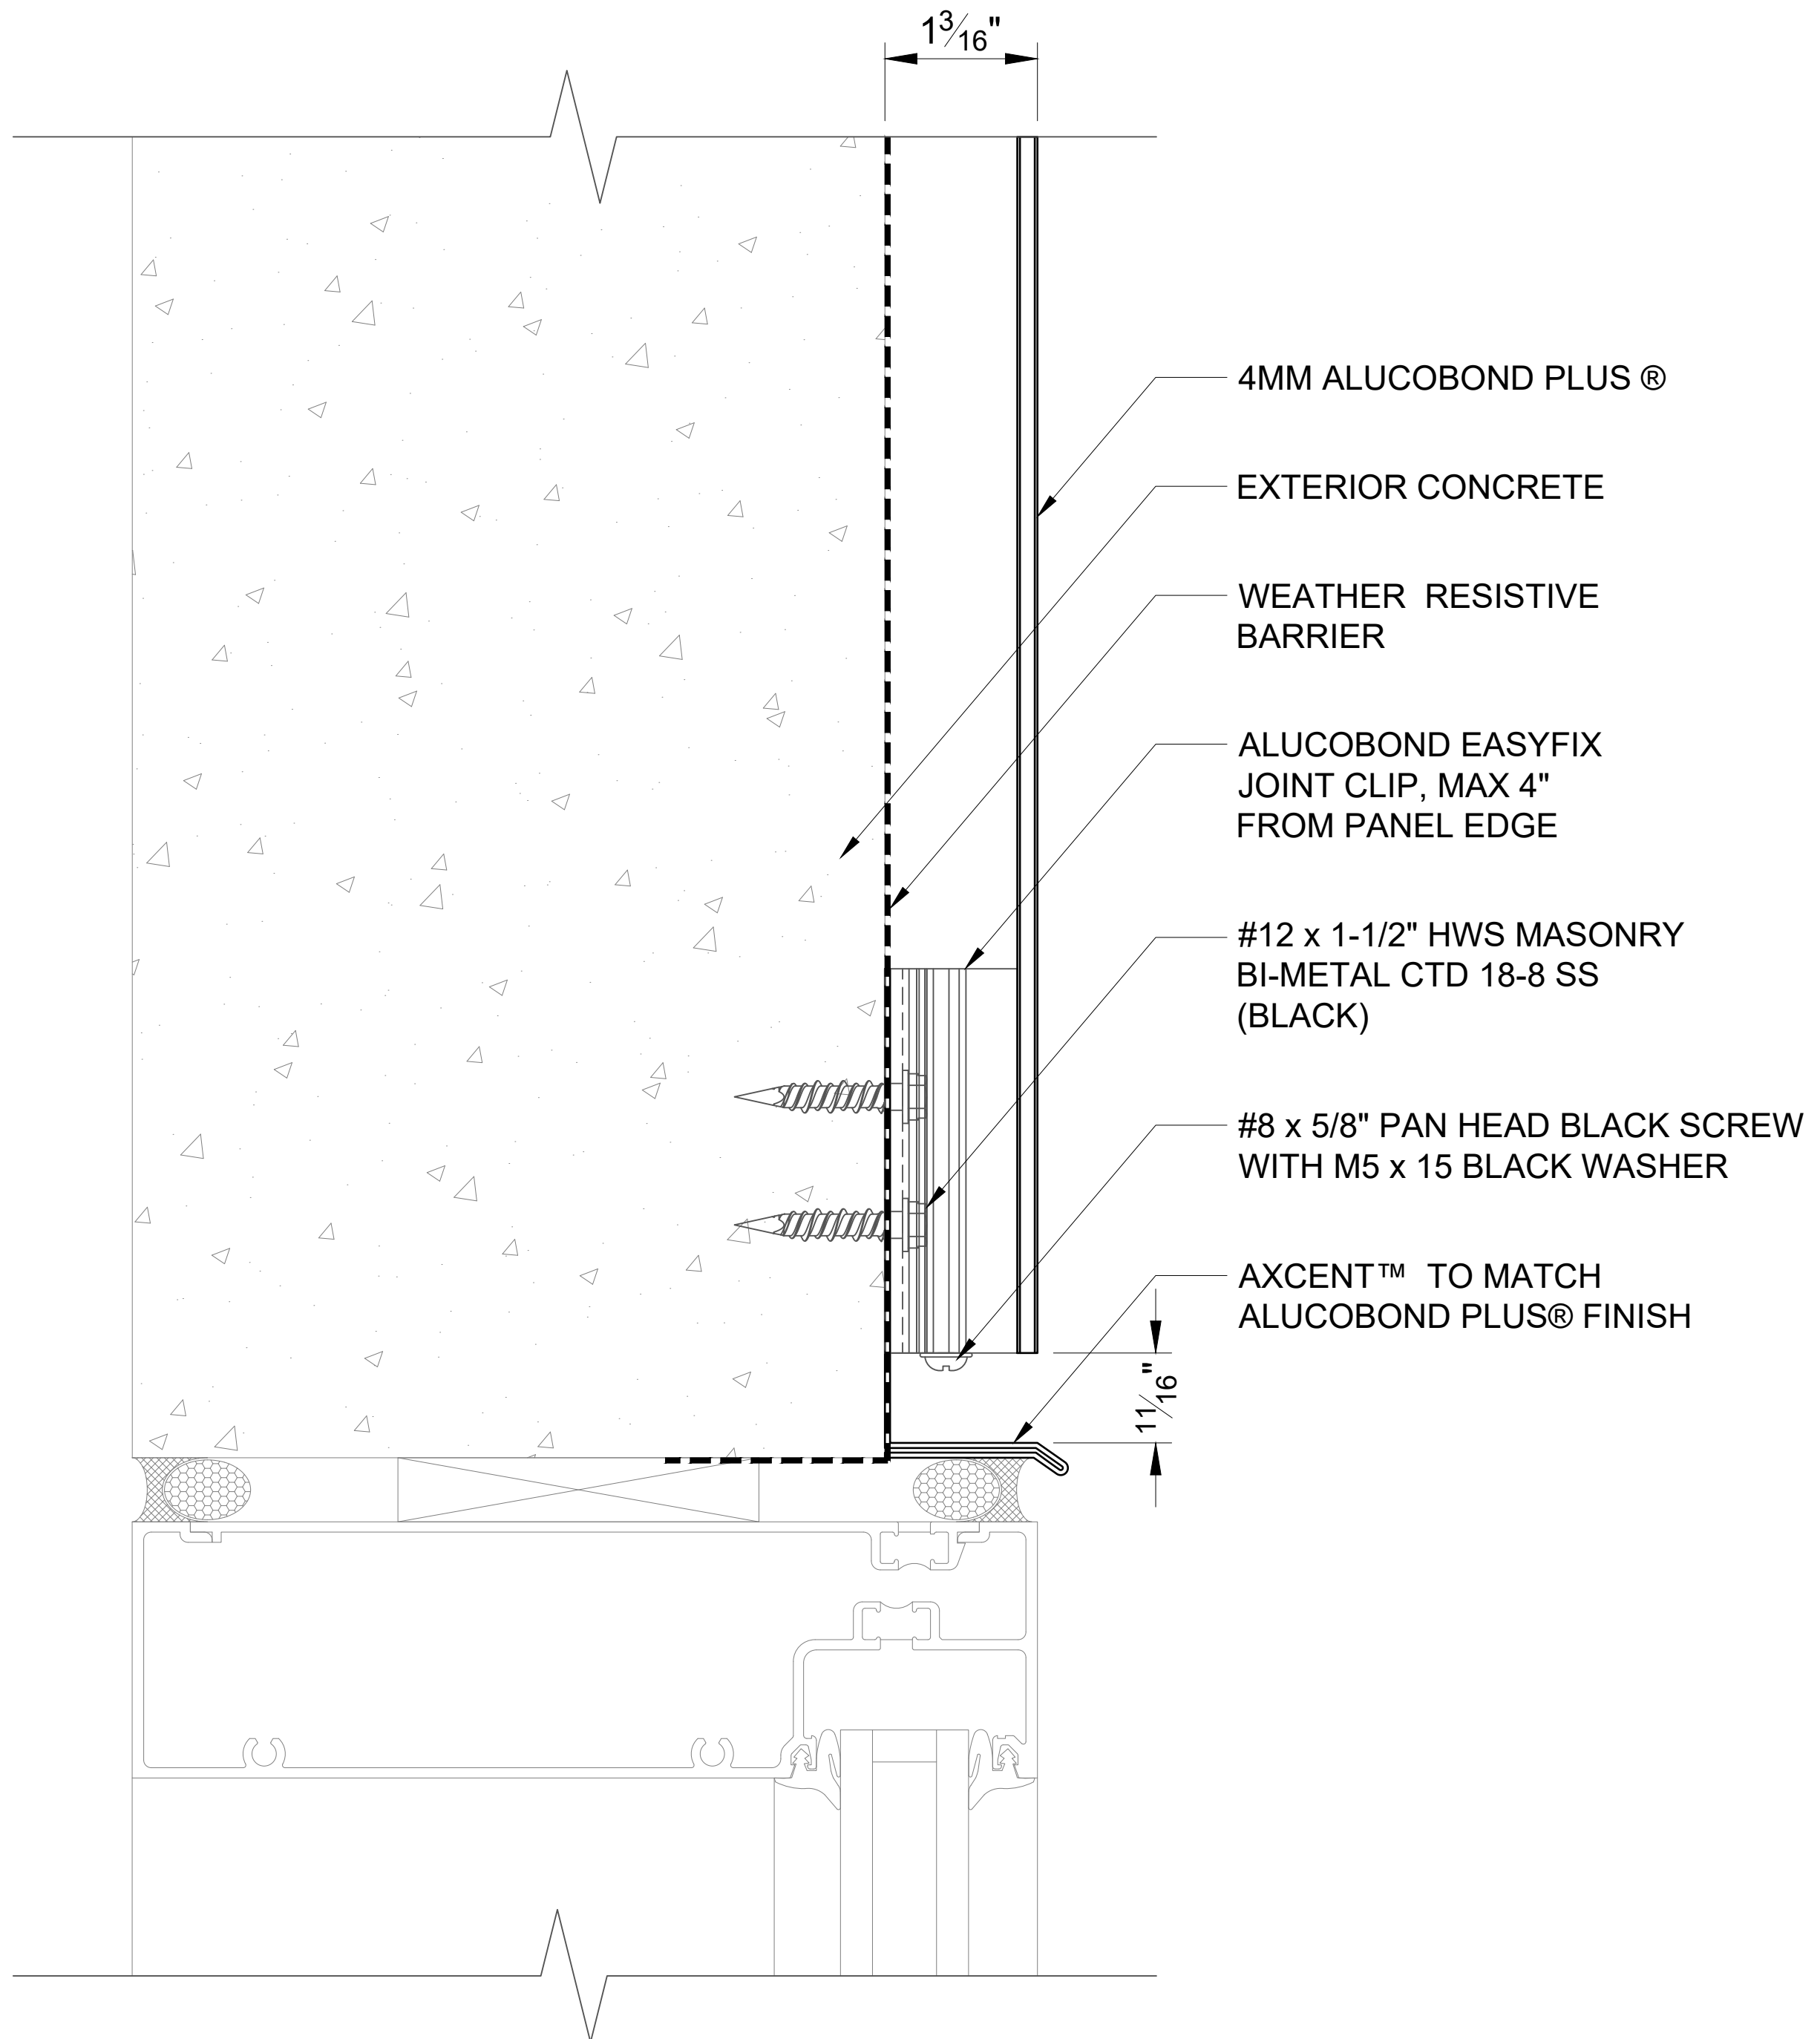 1 3/16"
4MM ALUCOBOND PLUS ®
EXTERIOR CONCRETE
WEATHER RESISTIVE
BARRIER
ALUCOBOND EASYFIX
JOINT CLIP, MAX 4"
FROM PANEL EDGE
#12 x 1-1/2" HWS MASONRY
BI-METAL CTD 18-8 SS
(BLACK)
#8 x 5/8" PAN HEAD BLACK SCREW
WITH M5 x 15 BLACK WASHER
AXCENT™ TO MATCH
ALUCOBOND PLUS® FINISH
11/16"